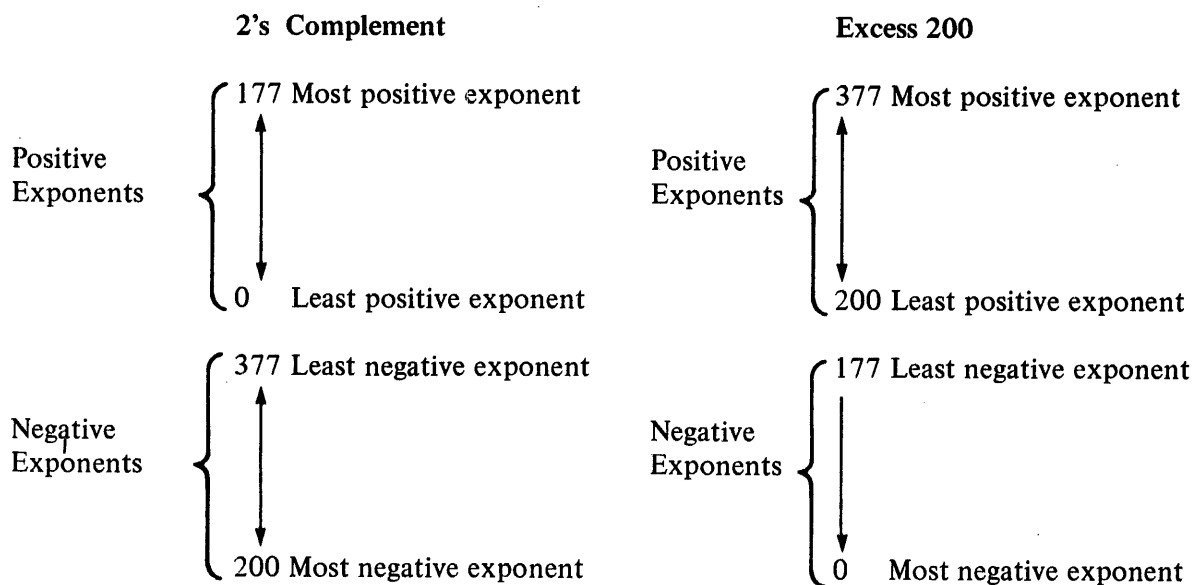 2's Complement
177 Most positive exponent
Positive
Exponents
0 Least positive exponent
377 Least negative exponent
Negative
Exponents
200 Most negative exponent
Excess 200
377 Most positive exponent
Positive
Exponents
200 Least positive exponent
177 Least negative exponent
Negative
Exponents
0 Most negative exponent